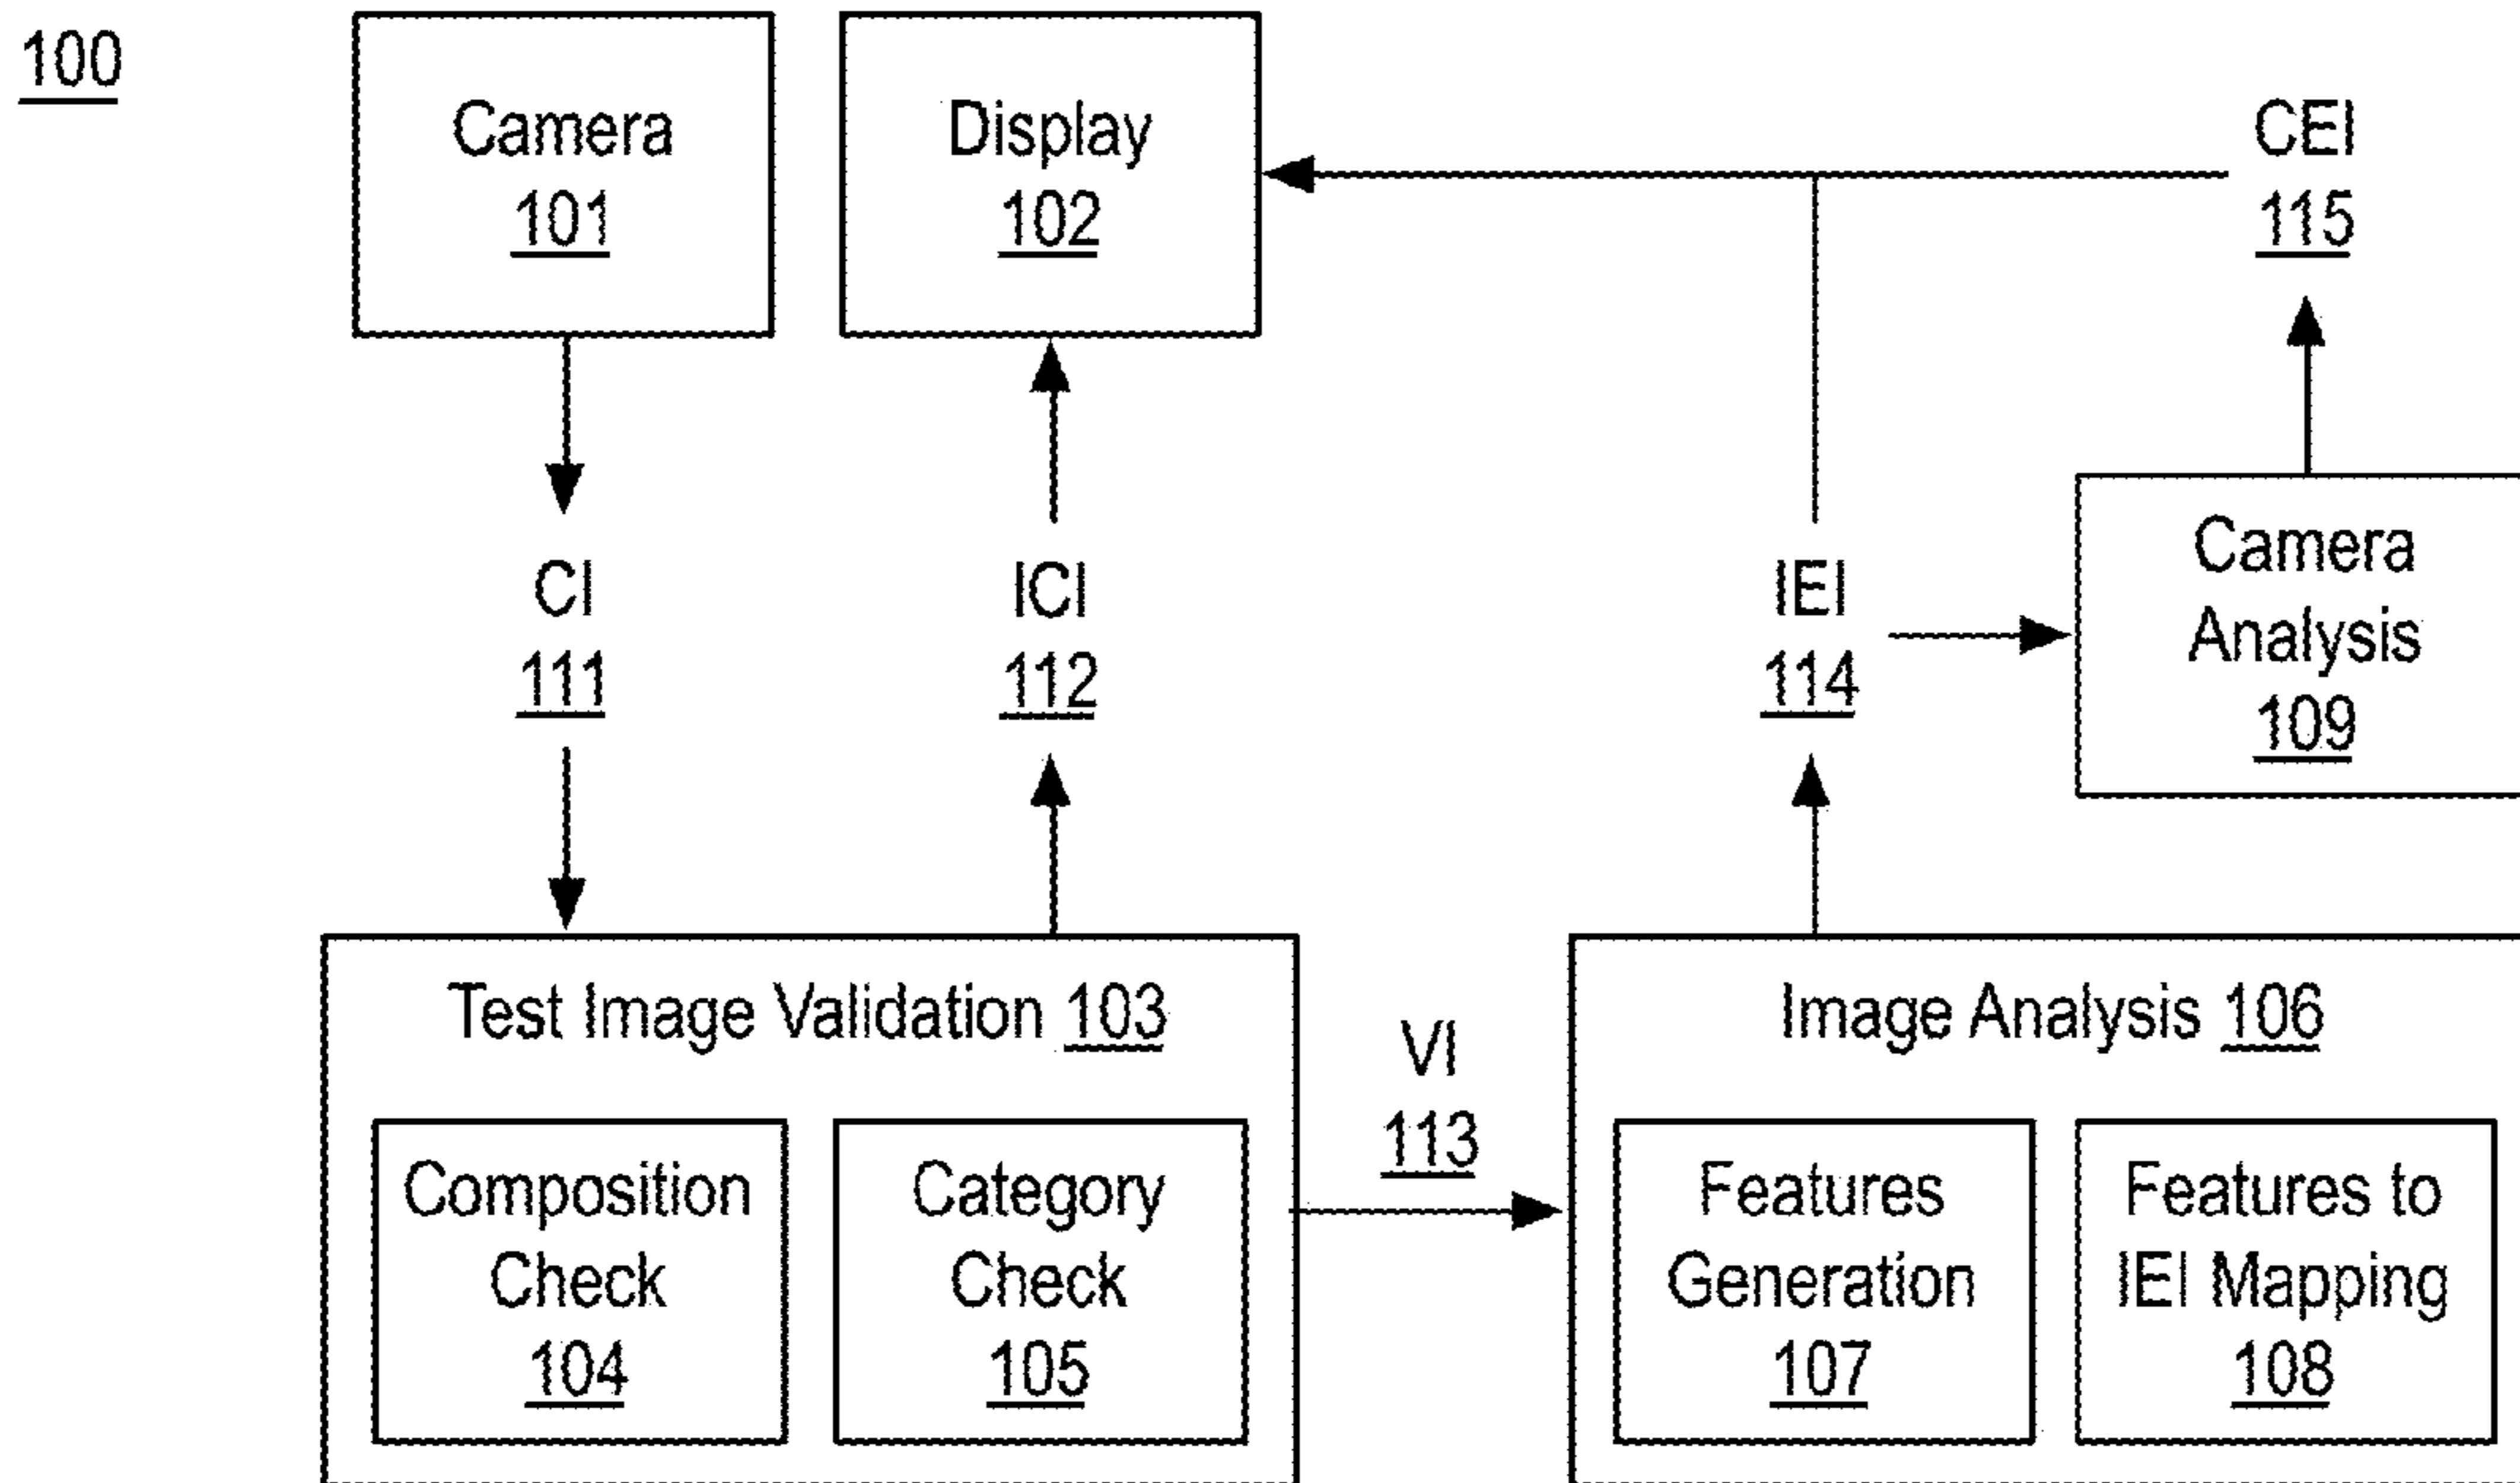 100
Camera
101
Display
102
CEI
115
CI
111
ICI
112
IEI
114
Camera
Analysis
109
Test Image Validation 103
Composition
Check
104
Category
Check
105
VI
113
Image Analysis 106
Features
Generation
107
Features to
IEI Mapping
108